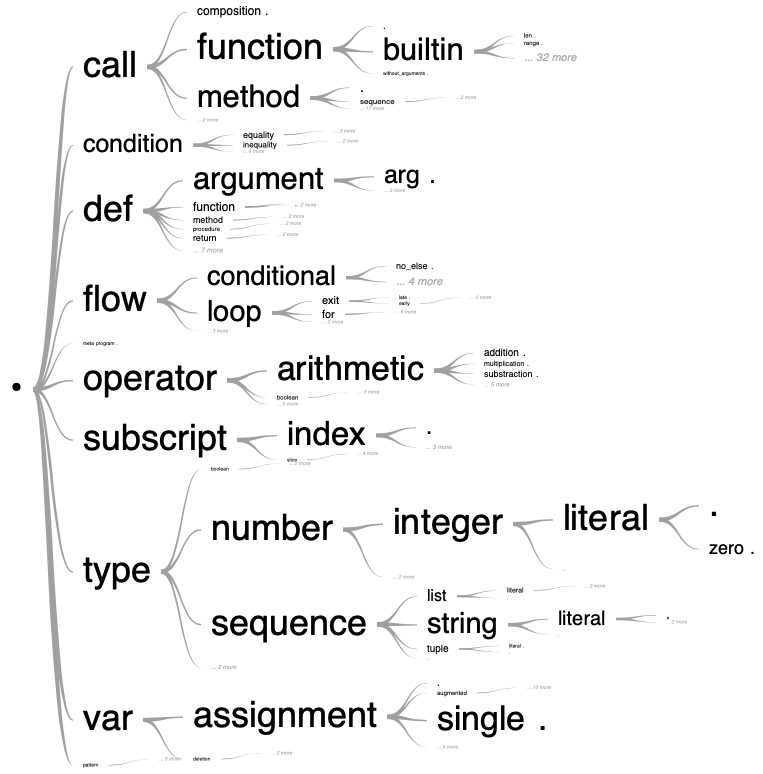 composition .
call
function
.
builtin
len .
range .
... 32 more
without_arguments .
method
.
sequence
... 2 more
... 17 more
... 2 more
condition
equality
... 3 more
inequality
... 2 more
... 4 more
def
argument
arg .
... 3 more
function
... 2 more
method
... 2 more
procedure
... 2 more
return
... 2 more
... 7 more
flow
conditional
no_else .
... 4 more
loop
exit
late .
early
... 2 more
for
... 6 more
... 2 more
... 2 more
meta program .
operator
arithmetic
addition .
multiplication .
substraction .
... 5 more
boolean
... 3 more
... 5 more
subscript
index
.
... 3 more
slice
... 4 more
.
type
boolean
... 2 more
number
integer
literal
.
zero .
.
... 2 more
sequence
list
literal
... 2 more
.
string
literal
.
... 2 more
.
tuple
literal .
.
.
... 2 more
var
assignment
.
augmented
... 10 more
single .
... 5 more
deletion
... 2 more
pattern
... 3 more